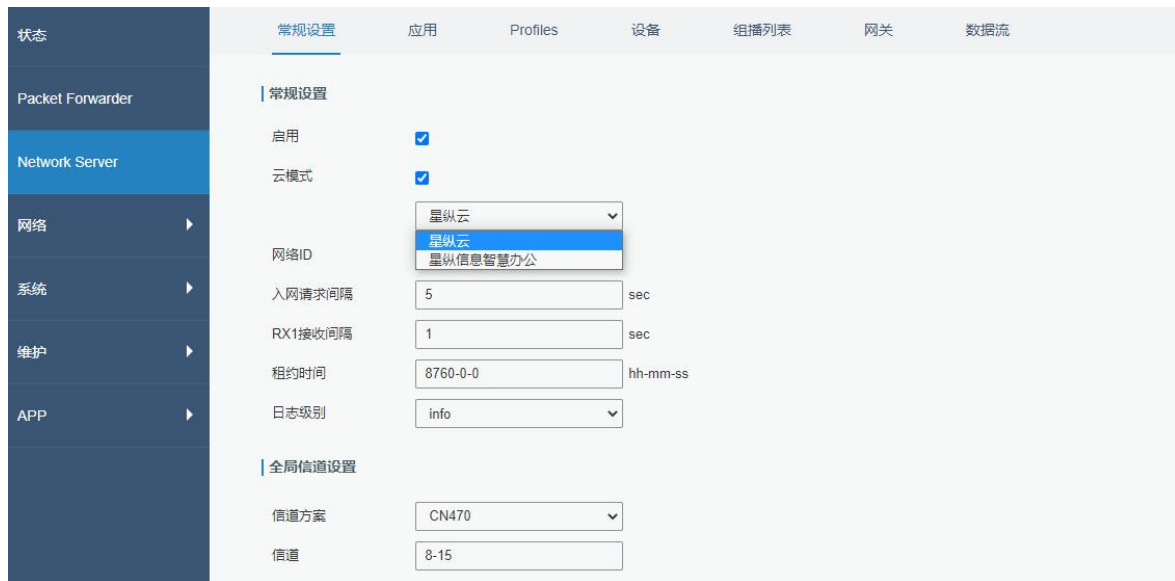 状态
Packet Forwarder
Network Server
网络
系统
维护
APP
常规设置 应用 Profiles 设备 组播列表 网关 数据流
常规设置
启用
云模式
星纵云
星纵云
星纵信息智慧办公
网络ID
入网请求间隔 5 sec
RX1接收间隔 1 sec
租约时间 8760-0-0 hh-mm-ss
日志级别 info
全局信道设置
信道方案 CN470
信道 8-15